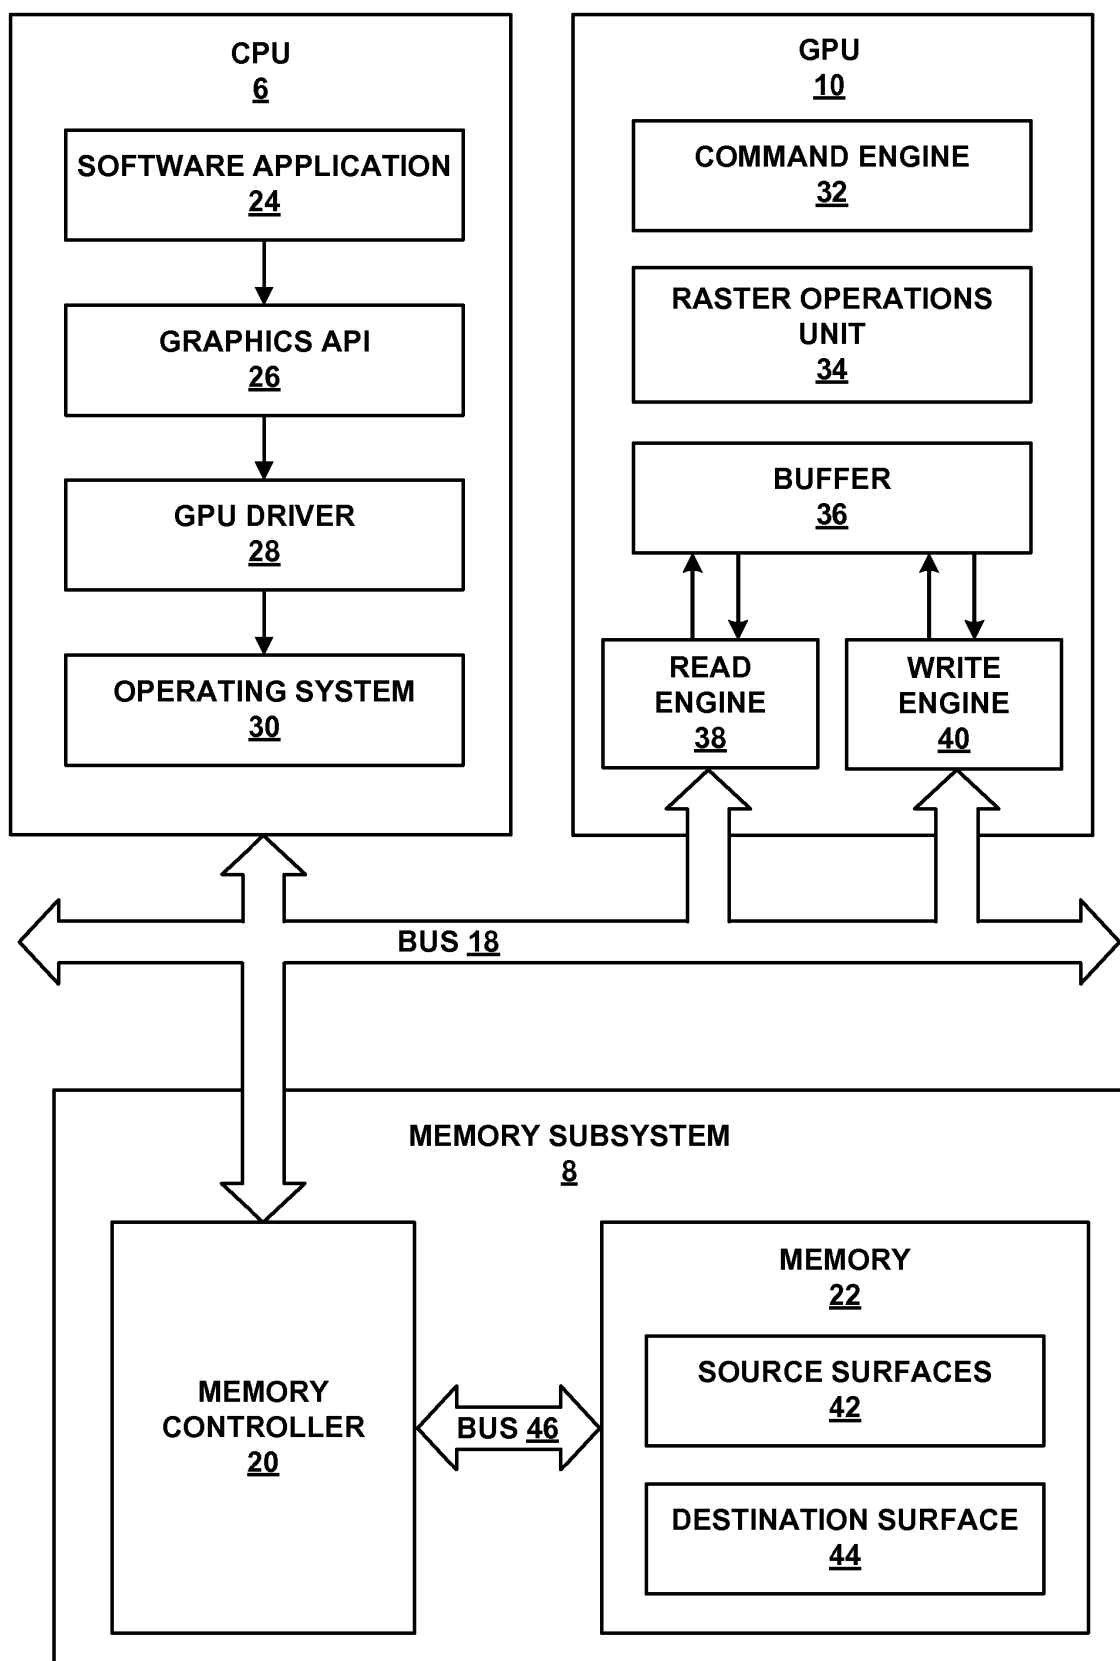 CPU
6
SOFTWARE APPLICATION
24
GRAPHICS API
26
GPU DRIVER
28
OPERATING SYSTEM
30
GPU
10
COMMAND ENGINE
32
RASTER OPERATIONS
UNIT
34
BUFFER
36
READ
ENGINE
38
WRITE
ENGINE
40
BUS 18
MEMORY SUBSYSTEM
8
MEMORY
CONTROLLER
20
BUS 46
MEMORY
22
SOURCE SURFACES
42
DESTINATION SURFACE
44